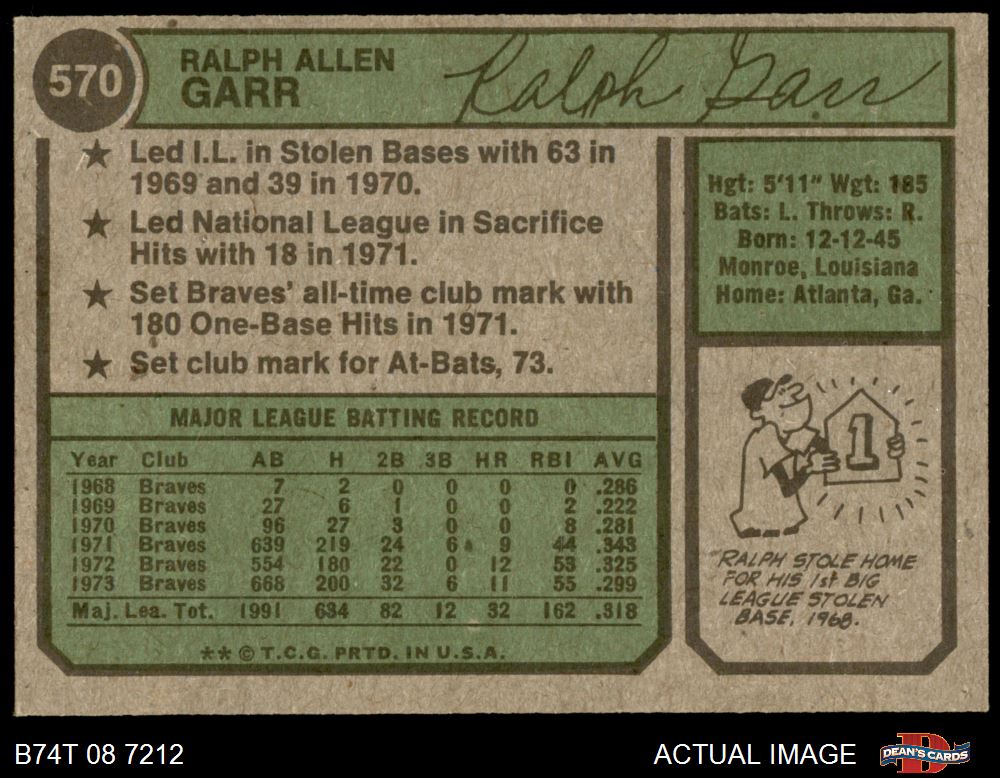 570
RALPH ALLEN
GARR
Ralph Garr
★ Led I.L. in Stolen Bases with 63 in
1969 and 39 in 1970.
★ Led National League in Sacrifice
Hits with 18 in 1971.
★ Set Braves' all-time club mark with
180 One-Base Hits in 1971.
★ Set club mark for At-Bats, 73.
Hgt: 5'11" Wgt: 185
Bats: L. Throws: R.
Born: 12-12-45
Monroe, Louisiana
Home: Atlanta, Ga.
MAJOR LEAGUE BATTING RECORD
Year Club AB H 2B 3B HR RBI AVG
1968 Braves 7 2 0 0 0 0 .286
1969 Braves 27 6 1 0 0 2 .222
1970 Braves 96 27 3 0 0 8 .281
1971 Braves 639 219 24 6 9 44 .343
1972 Braves 554 180 22 0 12 53 .325
1973 Braves 668 200 32 6 11 55 .299
Maj. Lea. Tot. 1991 634 82 12 32 162 .318
** © T.C.G. PRTD. IN U.S.A.
1
RALPH STOLE HOME
FOR HIS 1st BIG
LEAGUE STOLEN
BASE, 1968.
B74T 08 7212
ACTUAL IMAGE
D
DEAN'S CARDS